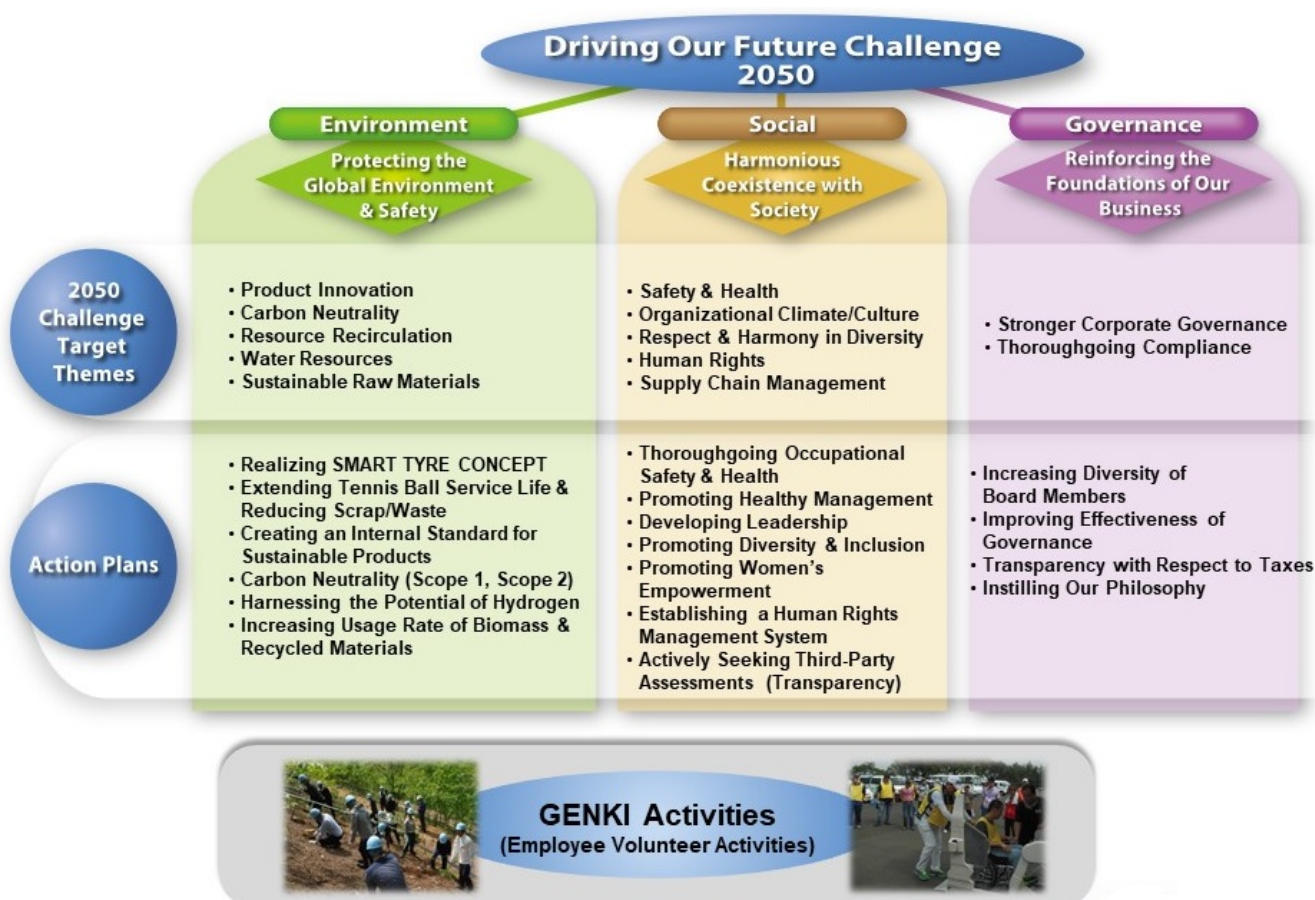 Driving Our Future Challenge
2050
Environment
Protecting the
Global Environment
& Safety
Social
Harmonious
Coexistence with
Society
Governance
Reinforcing the
Foundations of Our
Business
2050
Challenge
Target
Themes
• Product Innovation
• Carbon Neutrality
• Resource Recirculation
• Water Resources
• Sustainable Raw Materials
• Safety & Health
• Organizational Climate/Culture
• Respect & Harmony in Diversity
• Human Rights
• Supply Chain Management
• Stronger Corporate Governance
• Thoroughgoing Compliance
Action Plans
• Realizing SMART TYRE CONCEPT
• Extending Tennis Ball Service Life &
Reducing Scrap/Waste
• Creating an Internal Standard for
Sustainable Products
• Carbon Neutrality (Scope 1, Scope 2)
• Harnessing the Potential of Hydrogen
• Increasing Usage Rate of Biomass &
Recycled Materials
• Thoroughgoing Occupational
Safety & Health
• Promoting Healthy Management
• Developing Leadership
• Promoting Diversity & Inclusion
• Promoting Women's
Empowerment
• Establishing a Human Rights
Management System
• Actively Seeking Third-Party
Assessments (Transparency)
• Increasing Diversity of
Board Members
• Improving Effectiveness of
Governance
• Transparency with Respect to Taxes
• Instilling Our Philosophy
GENKI Activities
(Employee Volunteer Activities)